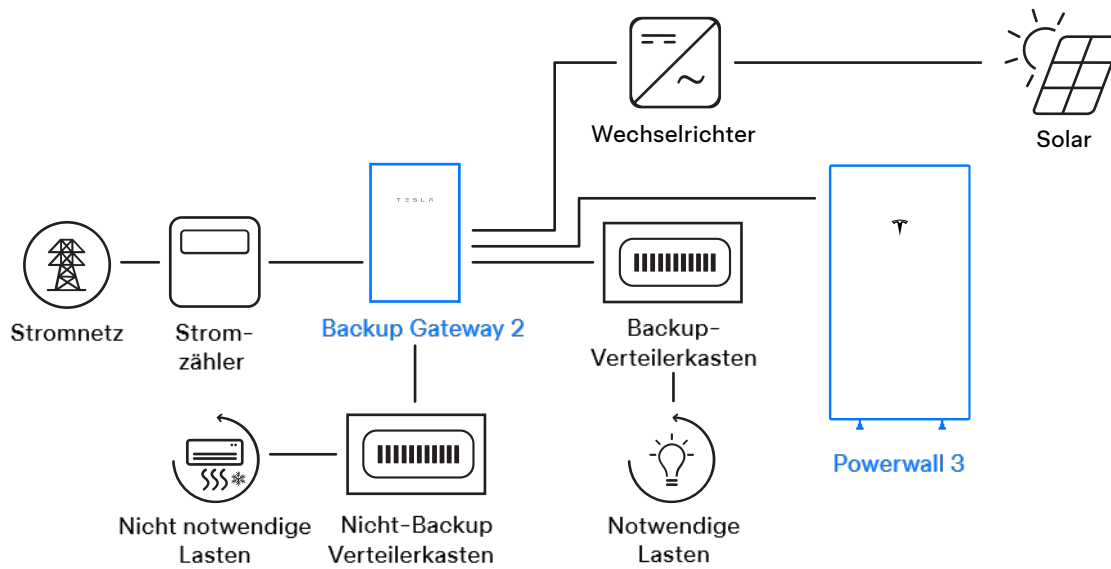 Wechselrichter
Solar
TESLA
Stromnetz
Strom-
zähler
Backup Gateway 2
Backup-
Verteilerkasten
Powerwall 3
Nicht notwendige
Lasten
Nicht-Backup
Verteilerkasten
Notwendige
Lasten